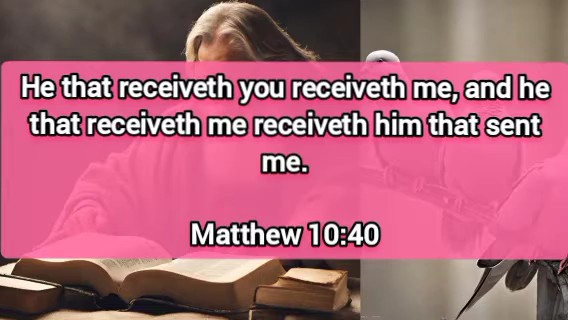 He that receiveth you receiveth me, and he
that receiveth me receiveth him that sent
me.
Matthew 10:40